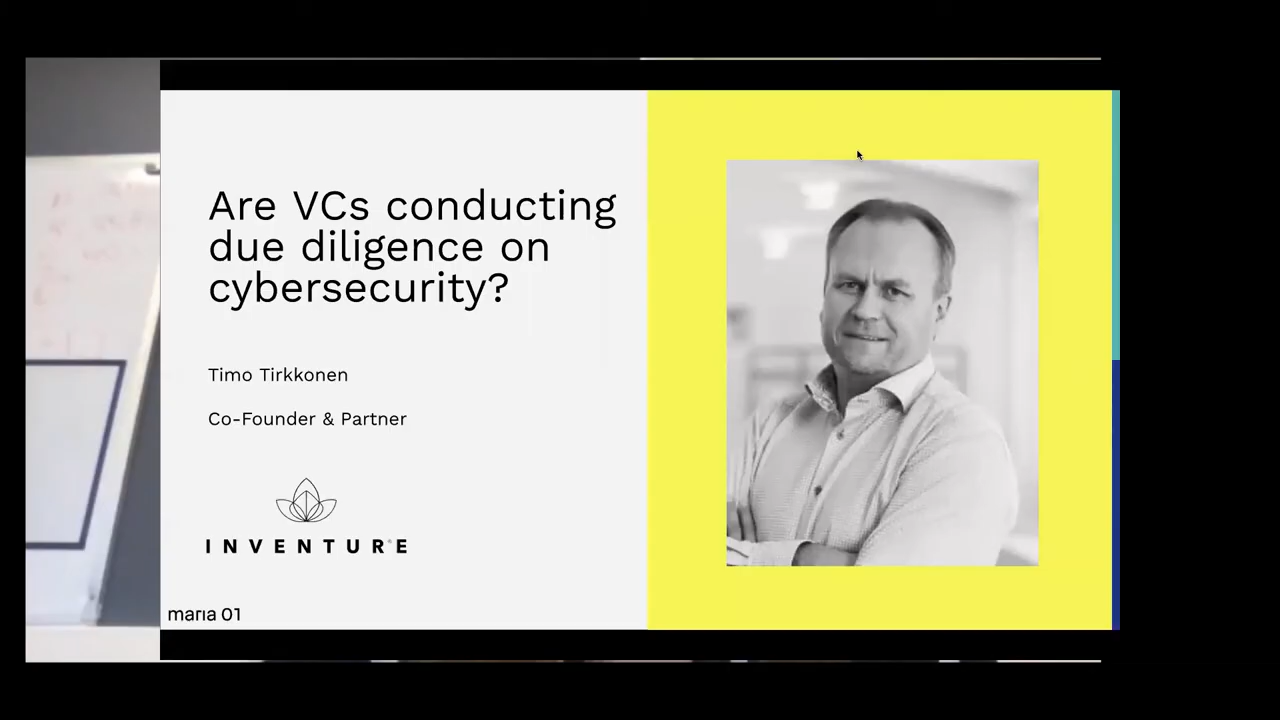 Are VCs conducting
due diligence on
cybersecurity?
Timo Tirkkonen
Co-Founder & Partner
INVENTURE
maria 01